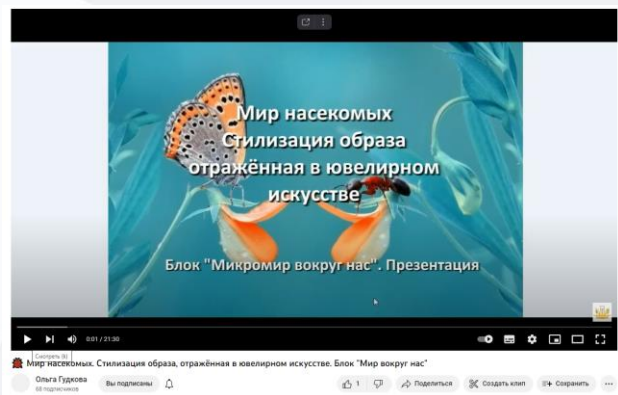 Мир насекомых
Стилизация образа
отражённая в ювелирном
искусстве
Блок "Микромир вокруг нас". Презентация
0:01 / 21:30
Смотреть (k)
Мир насекомых. Стилизация образа, отражённая в ювелирном искусстве. Блок "Мир вокруг нас"
Ольга Гудкова
68 подписчиков
Вы подписаны
1
Поделиться
Создать клип
Сохранить